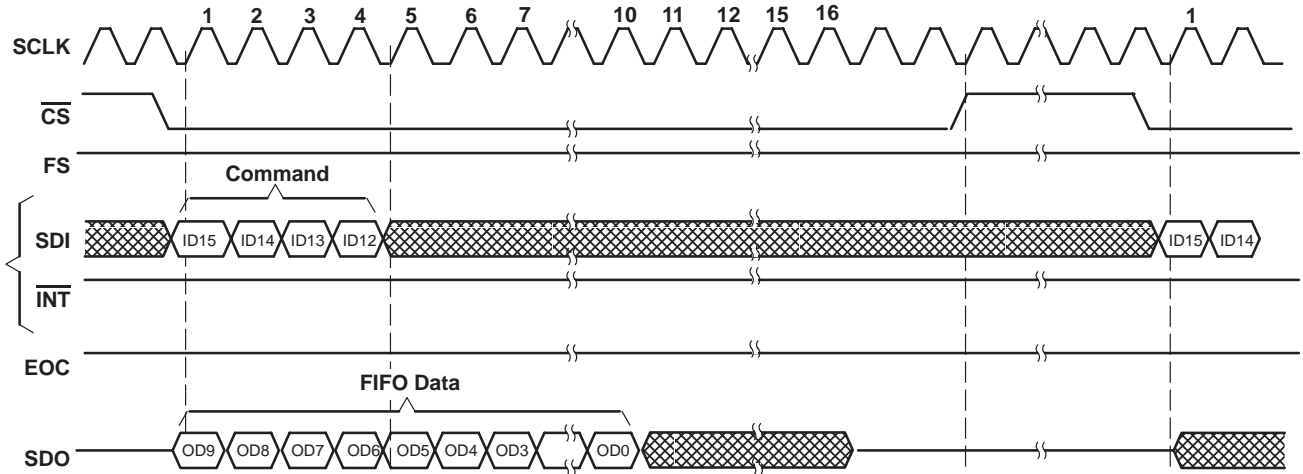 1 2 3 4 5 6 7 10 11 12 15 16 1
SCLK
CS
FS
Command
SDI ID15 ID14 ID13 ID12 ID15 ID14
INT
EOC
FIFO Data
SDO OD9 OD8 OD7 OD6 OD5 OD4 OD3 OD0